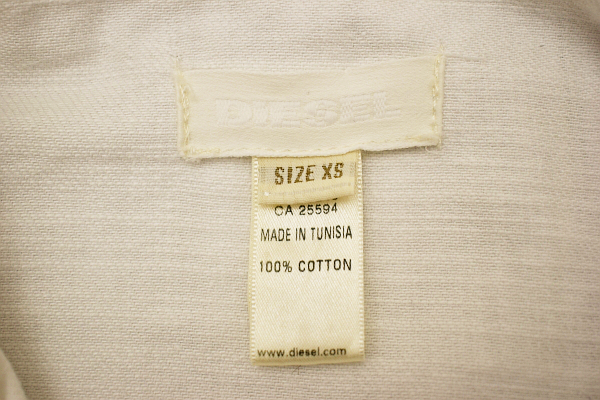 DIESEL
SIZE XS
CA 25594
MADE IN TUNISIA
100% COTTON
www.diesel.com